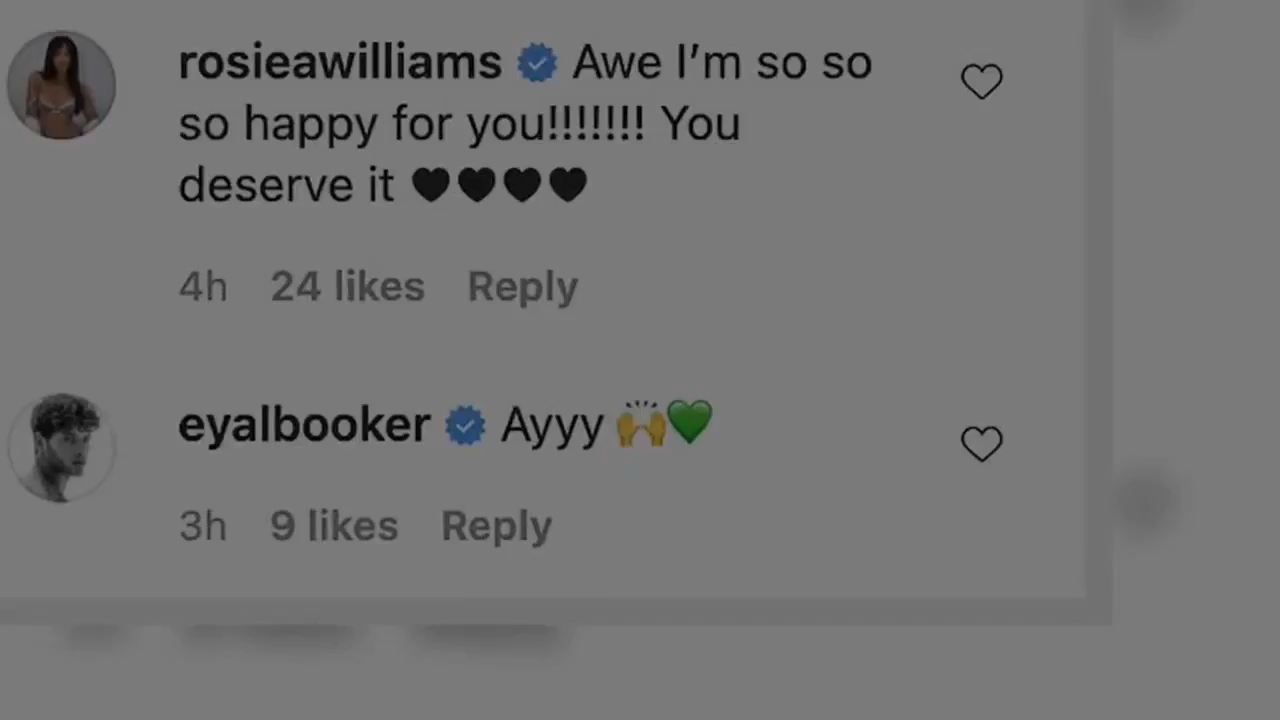 rosieawilliams Awe I’m so so
so happy for you!!!!!!! You
deserve it 🖤🖤🖤🖤
4h 24 likes Reply
eyalbooker Ayyy 🙌💚
3h 9 likes Reply